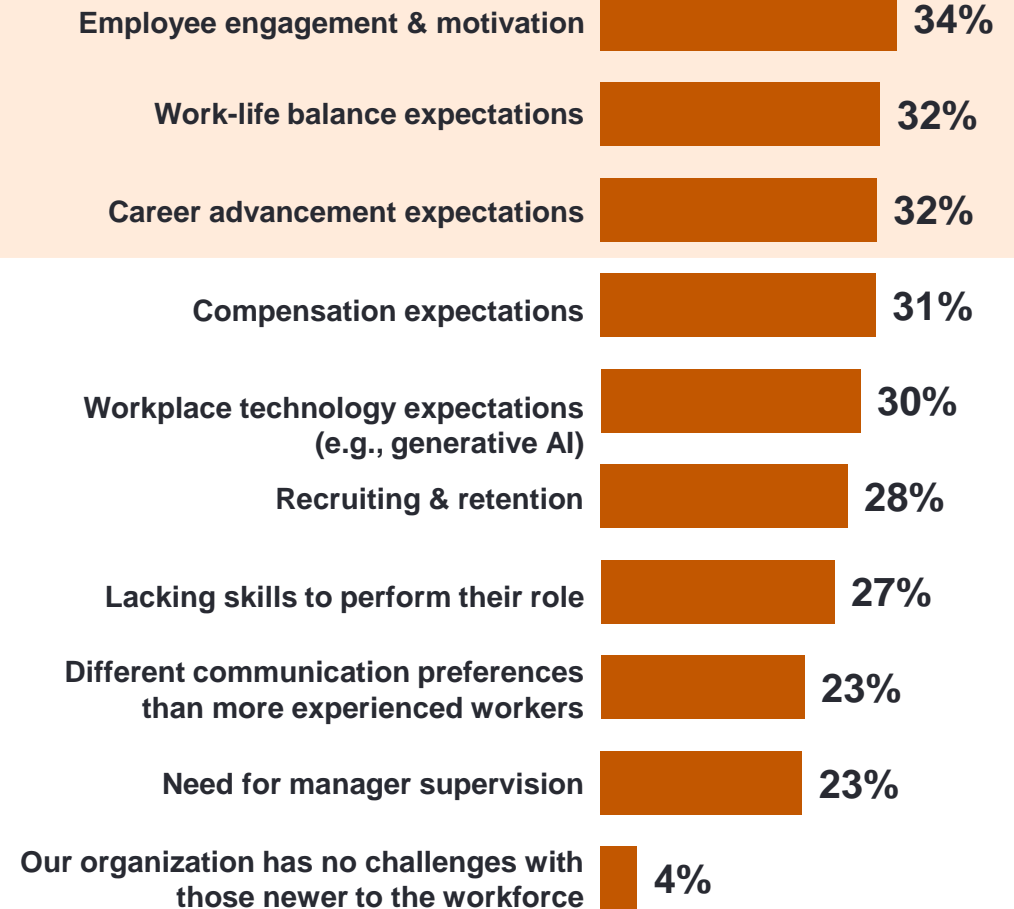 Employee engagement & motivation 34%
Work-life balance expectations 32%
Career advancement expectations 32%
Compensation expectations 31%
Workplace technology expectations
(e.g., generative AI) 30%
Recruiting & retention 28%
Lacking skills to perform their role 27%
Different communication preferences
than more experienced workers 23%
Need for manager supervision 23%
Our organization has no challenges with
those newer to the workforce 4%